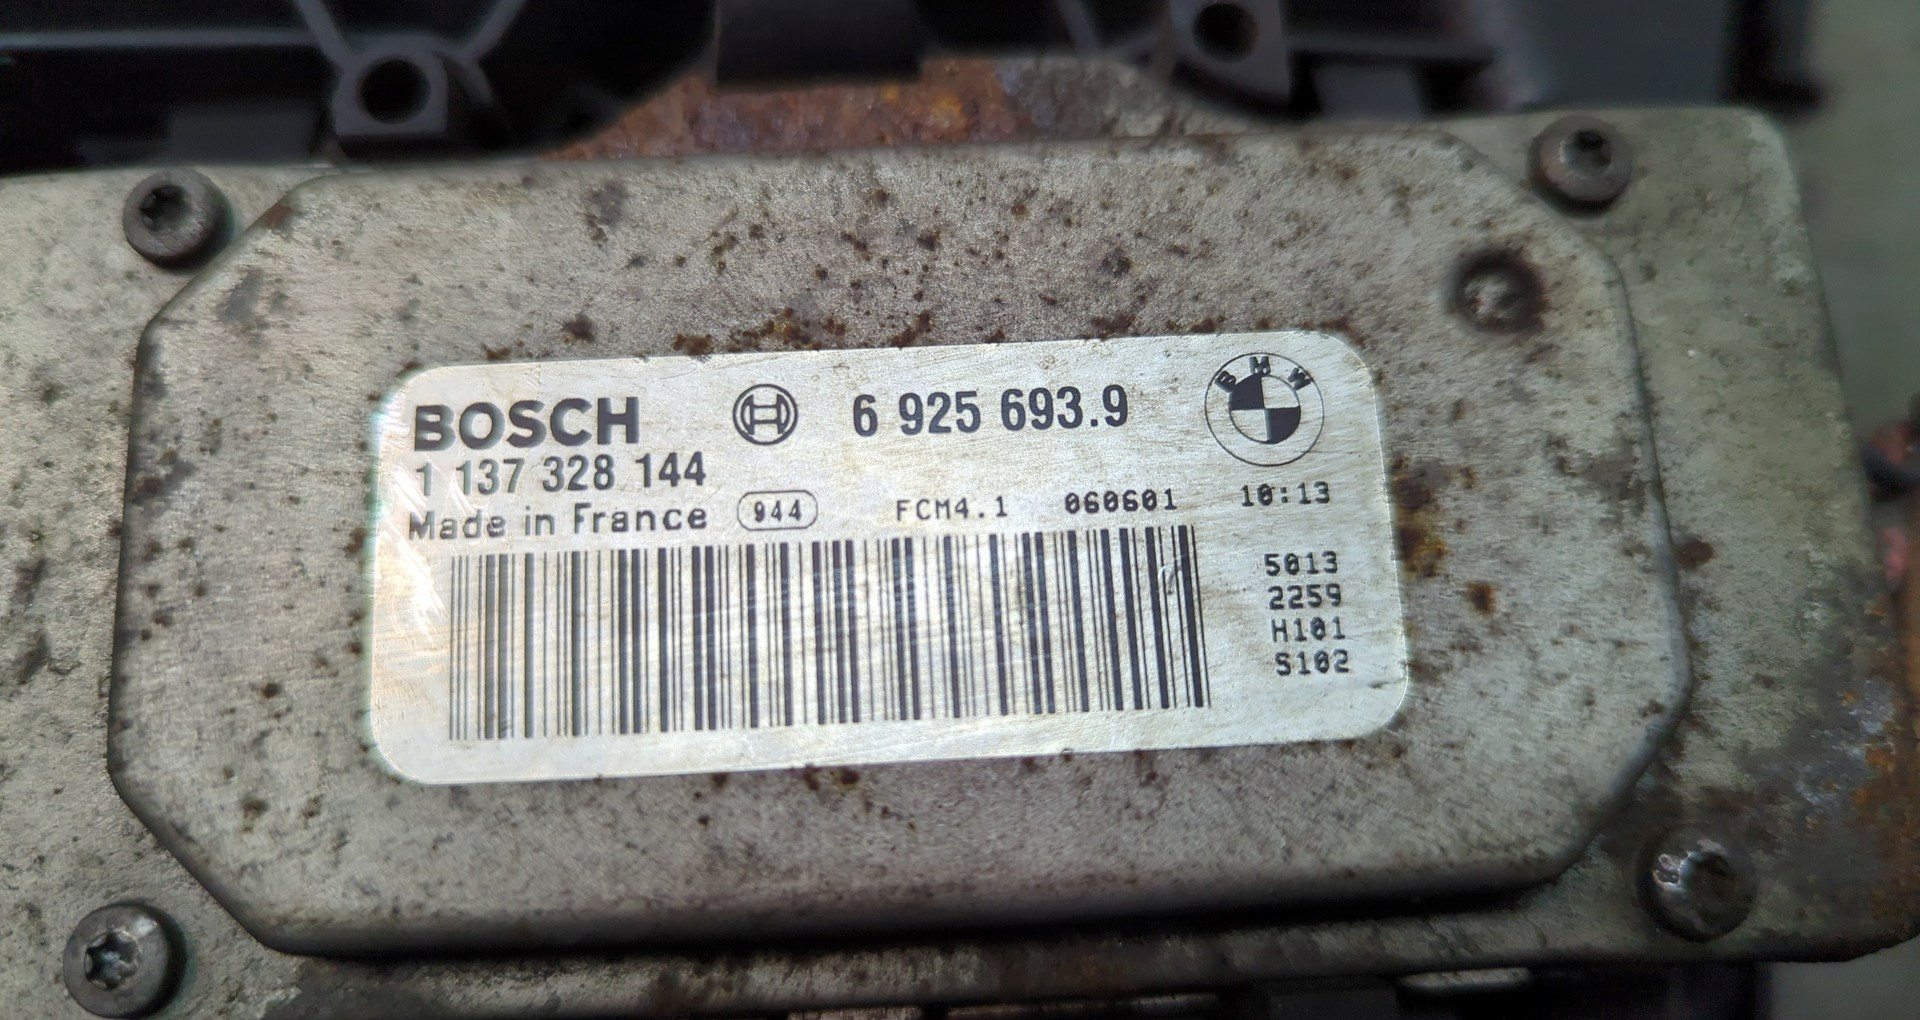 BOSCH 6 925 693.9 BMW
1 137 328 144
Made in France 944 FCM4.1 060601 10:13
5013
2259
H101
S102